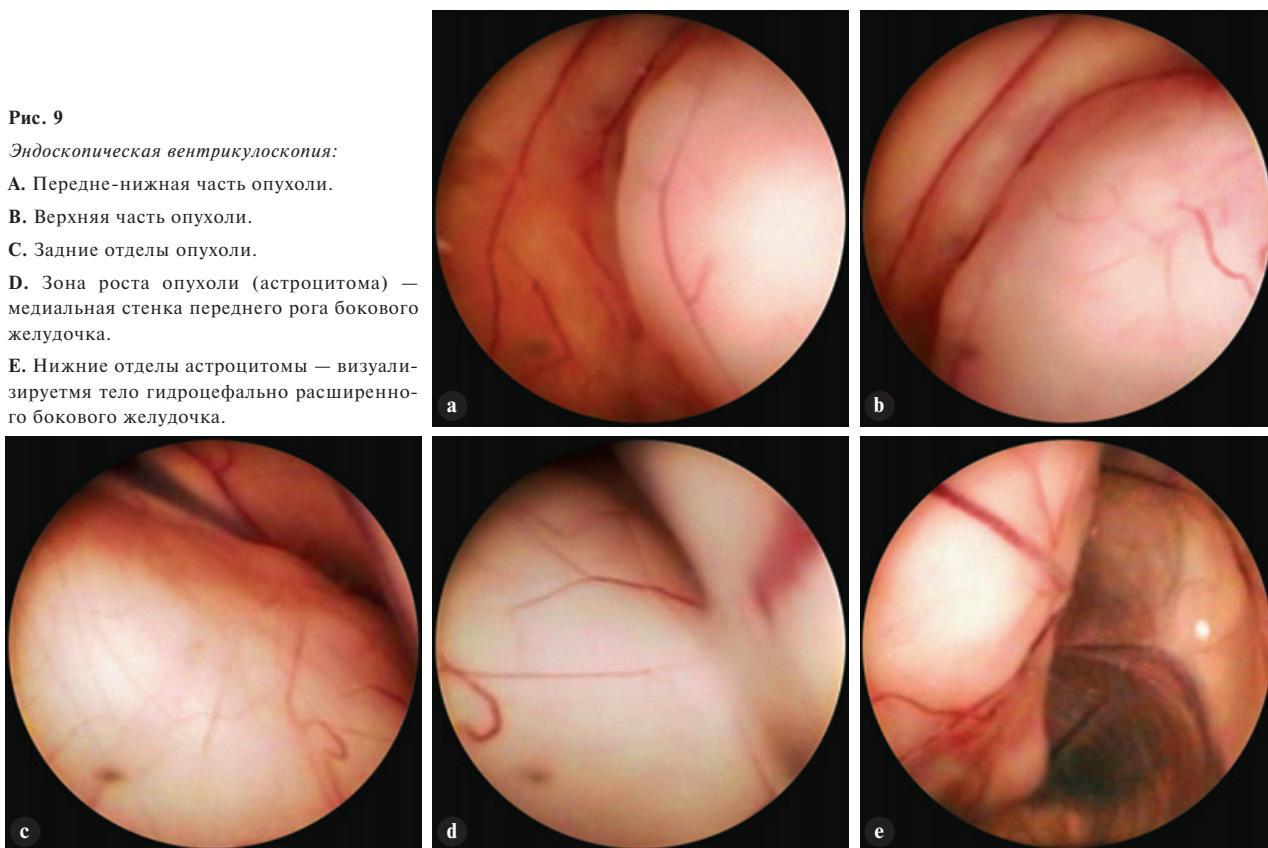 Рис. 9
Эндоскопическая вентрикулоскопия:
A. Передне-нижная часть опухоли.
B. Верхняя часть опухоли.
C. Задние отделы опухоли.
D. Зона роста опухоли (астроцитома) —
медиальная стенка переднего рога бокового
желудочка.
E. Нижние отделы астроцитомы — визуали-
зируетмя тело гидроцефально расширенно-
го бокового желудочка.
a
b
c
d
e